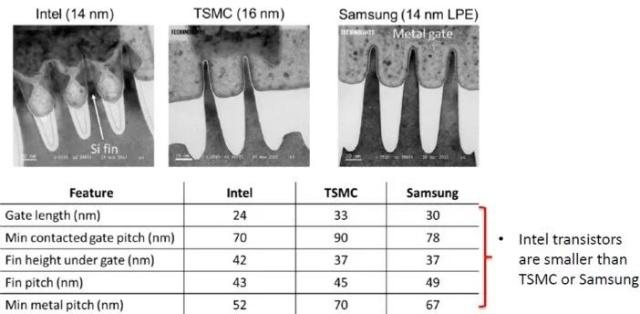 Intel (14 nm) TSMC (16 nm) Samsung (14 nm LPE)
Metal gate
Si fin
Feature Intel TSMC Samsung
Gate length (nm) 24 33 30
Min contacted gate pitch (nm) 70 90 78
Fin height under gate (nm) 42 37 37
Fin pitch (nm) 43 45 49
Min metal pitch (nm) 52 70 67
• Intel transistors
are smaller than
TSMC or Samsung